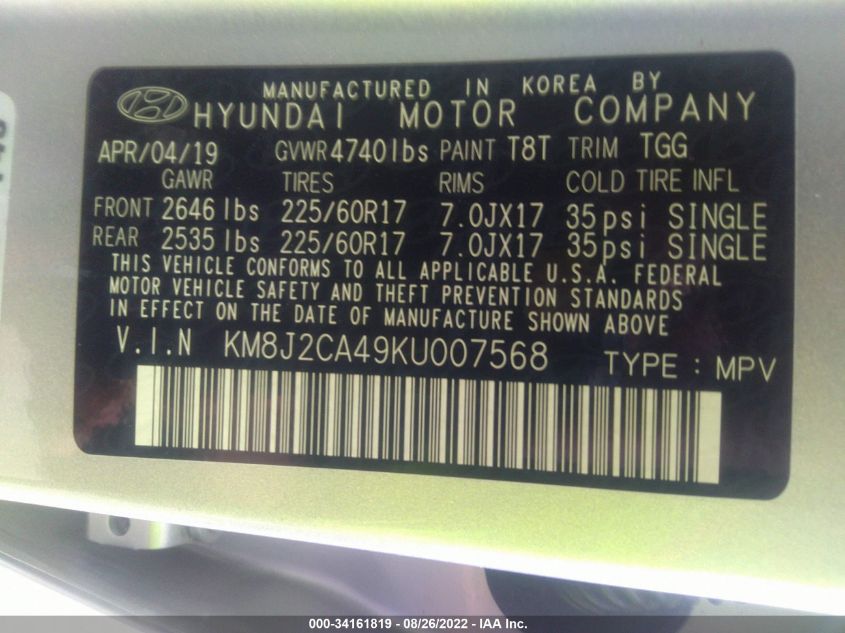 MANUFACTURED IN KOREA BY
HYUNDAI MOTOR COMPANY
APR/04/19 GVWR 4740lbs PAINT T8T TRIM TGG
GAWR TIRES RIMS COLD TIRE INFL
FRONT 2646 lbs 225/60R17 7.0JX17 35psi SINGLE
REAR 2535 lbs 225/60R17 7.0JX17 35psi SINGLE
THIS VEHICLE CONFORMS TO ALL APPLICABLE U.S.A. FEDERAL
MOTOR VEHICLE SAFETY AND THEFT PREVENTION STANDARDS
IN EFFECT ON THE DATE OF MANUFACTURE SHOWN ABOVE
V.I.N KM8J2CA49KU007568 TYPE : MPV
000-34161819 - 08/26/2022 - IAA Inc.